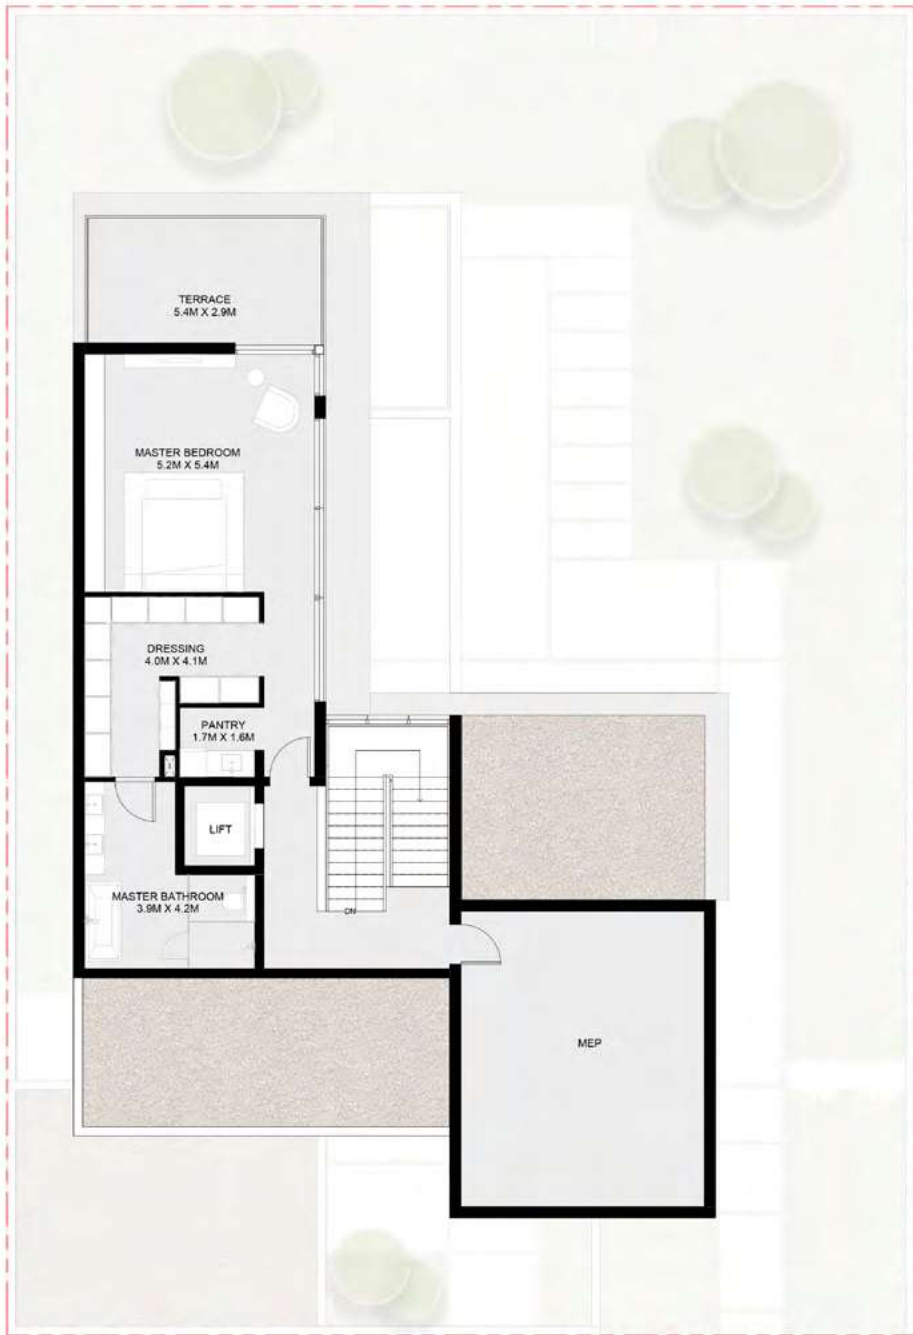 TERRACE
5.4M X 2.9M
MASTER BEDROOM
5.2M X 5.4M
DRESSING
4.0M X 4.1M
PANTRY
1.7M X 1.6M
LIFT
MASTER BATHROOM
3.9M X 4.2M
DN
MEP